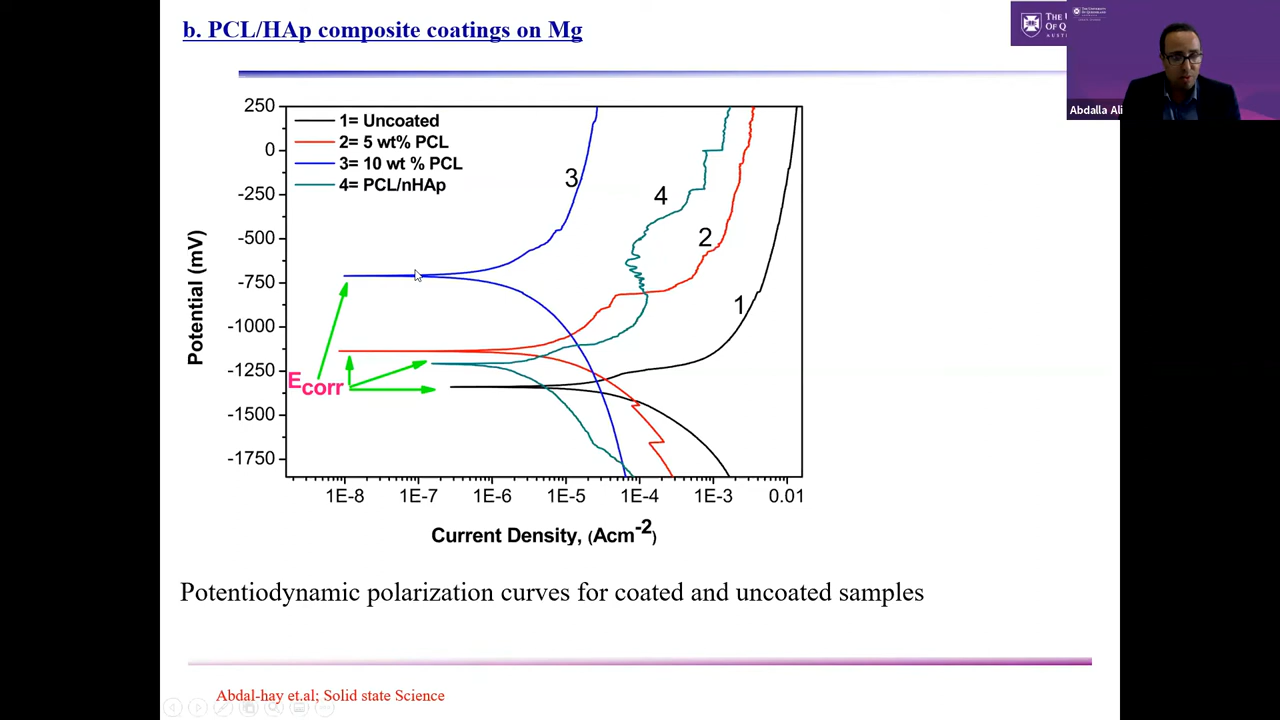 b. PCL/HAp composite coatings on Mg
THE U
OF Q
AUST
Abdalla Ali
250
0
-250
-500
-750
-1000
-1250
-1500
-1750
Potential (mV)
1= Uncoated
2= 5 wt% PCL
3= 10 wt % PCL
4= PCL/nHAp
3
4
2
1
Ecorr
1E-8 1E-7 1E-6 1E-5 1E-4 1E-3 0.01
Current Density, (Acm-2)
Potentiodynamic polarization curves for coated and uncoated samples
Abdal-hay et.al; Solid state Science